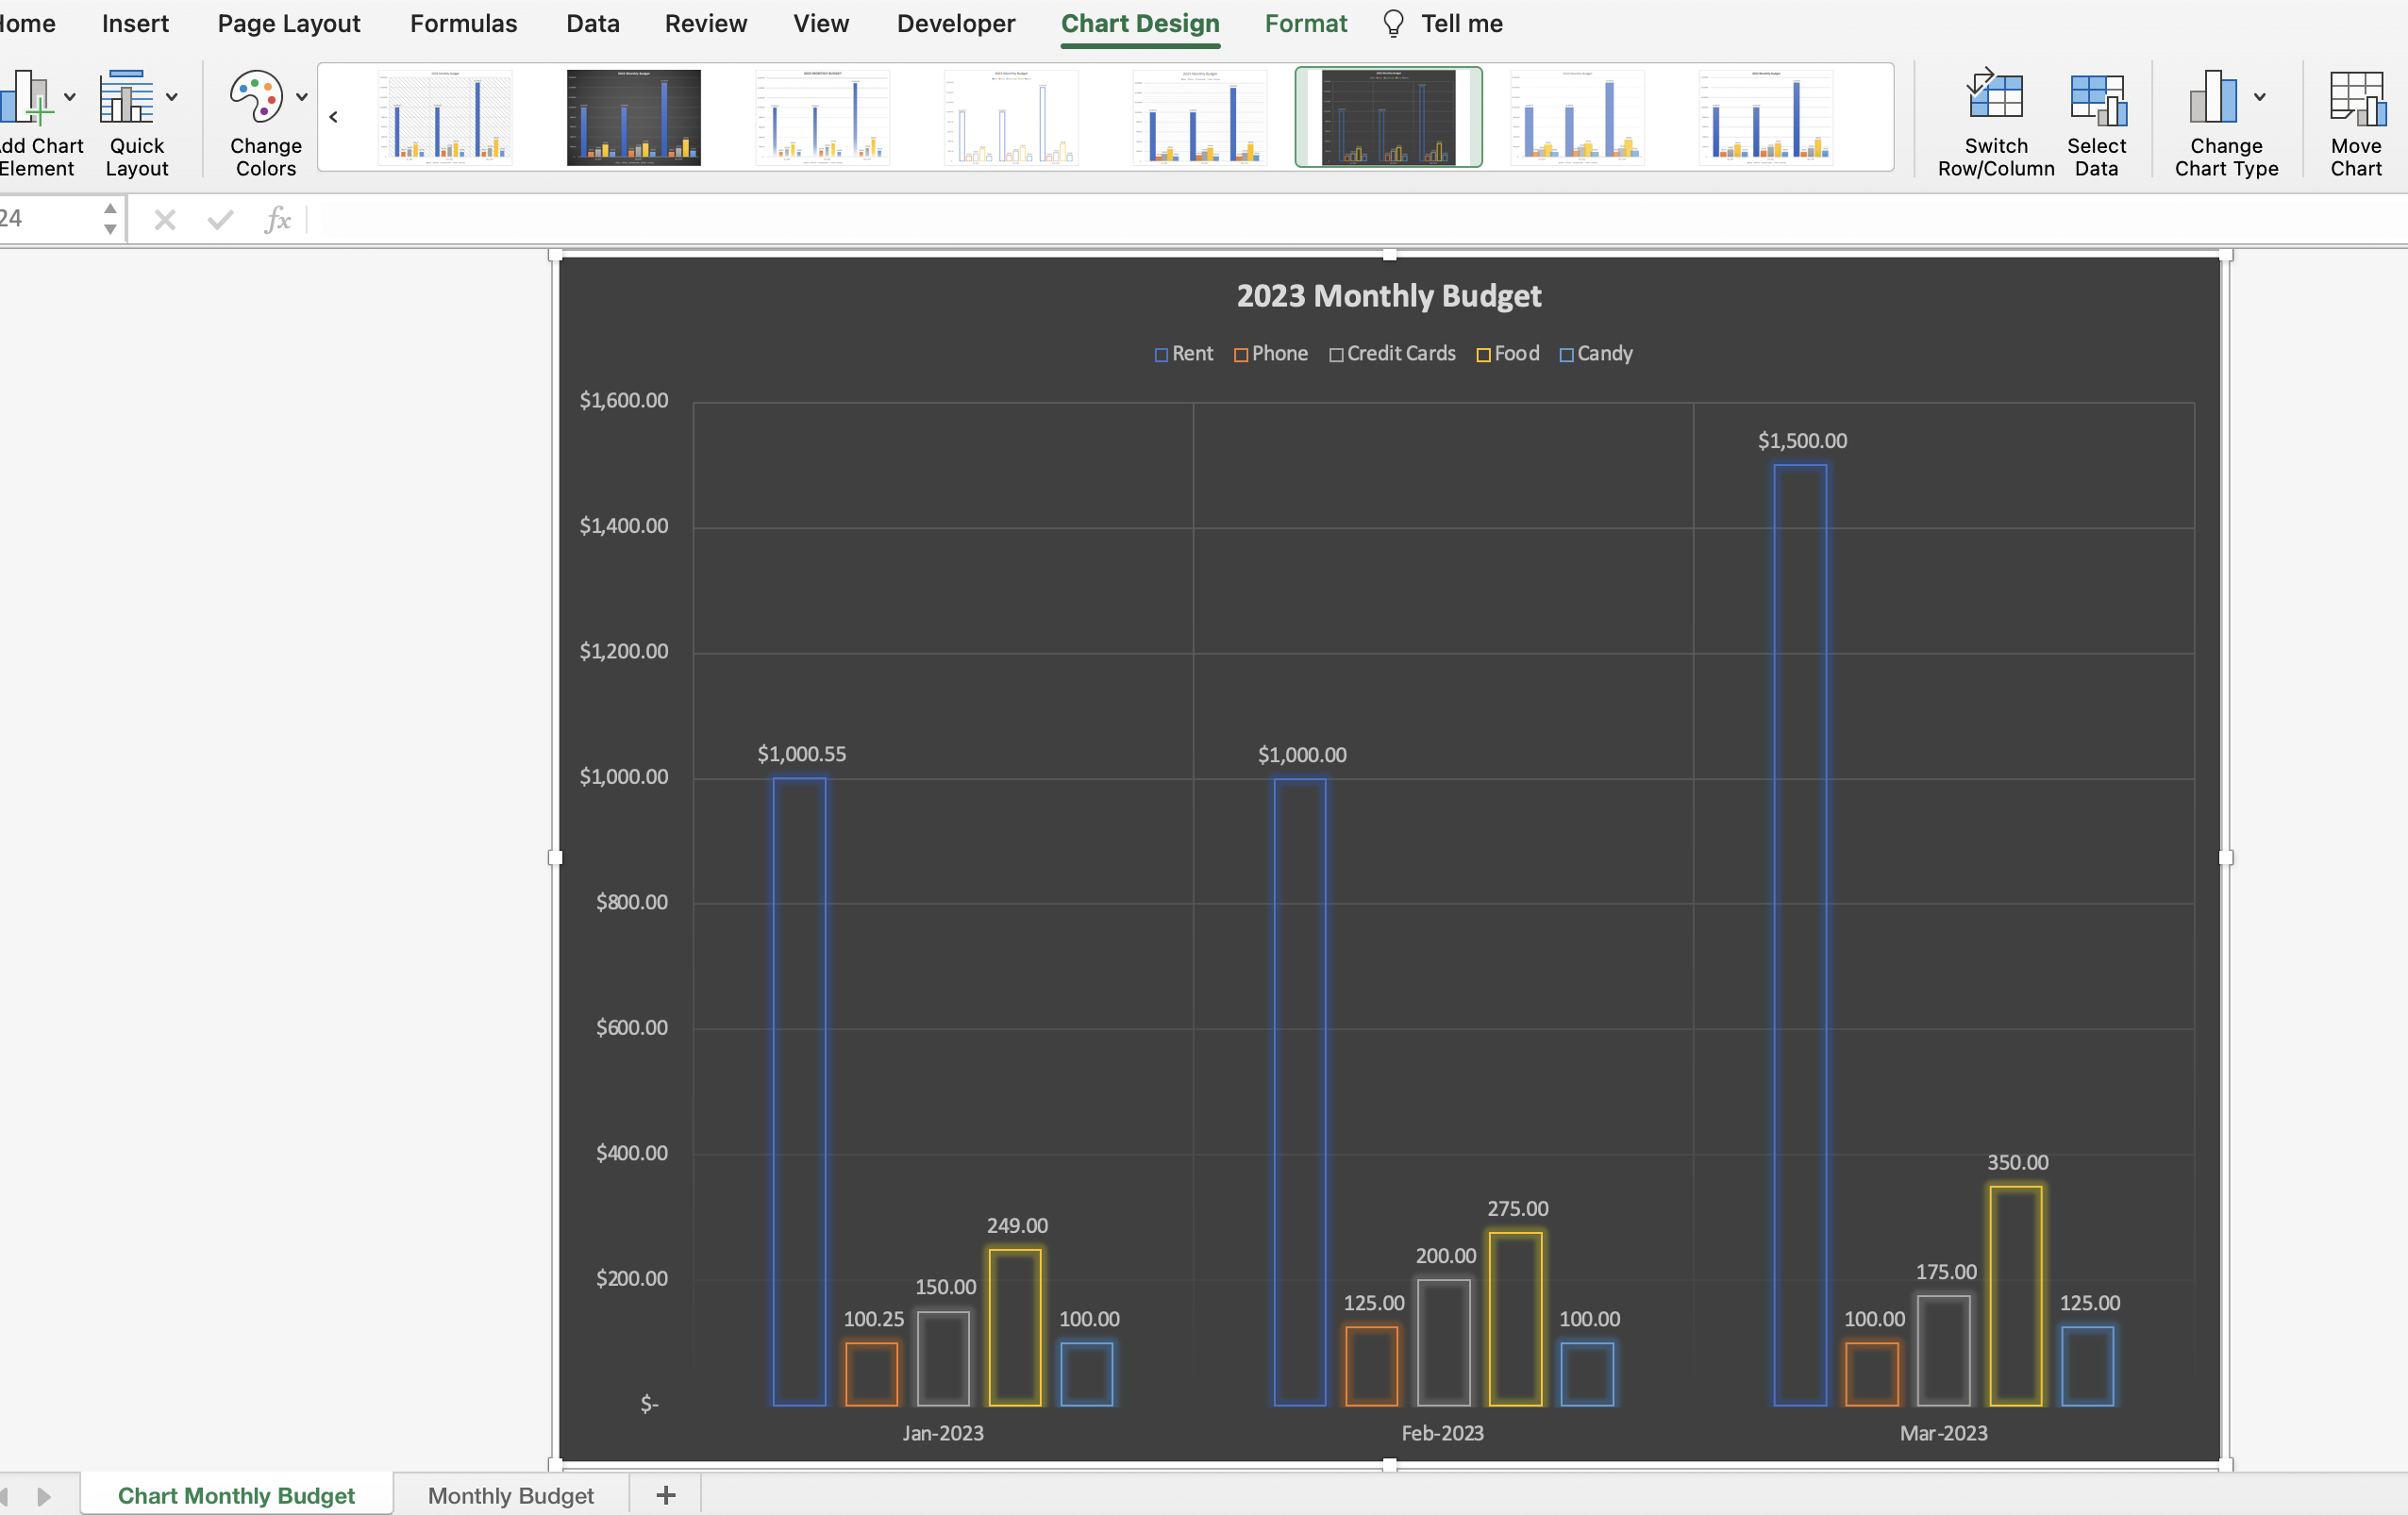 Home Insert Page Layout Formulas Data Review View Developer Chart Design Format Tell me
Add Chart Element
Quick Layout
Change Colors
Switch Row/Column
Select Data
Change Chart Type
Move Chart
24
fx
2023 Monthly Budget
Rent Phone Credit Cards Food Candy
$1,600.00
$1,500.00
$1,400.00
$1,200.00
$1,000.55 $1,000.00
$1,000.00
$800.00
$600.00
$400.00
350.00
275.00
249.00
200.00
175.00
$200.00
150.00
125.00 125.00
100.25 100.00 100.00 100.00
$-
Jan-2023 Feb-2023 Mar-2023
Chart Monthly Budget Monthly Budget +